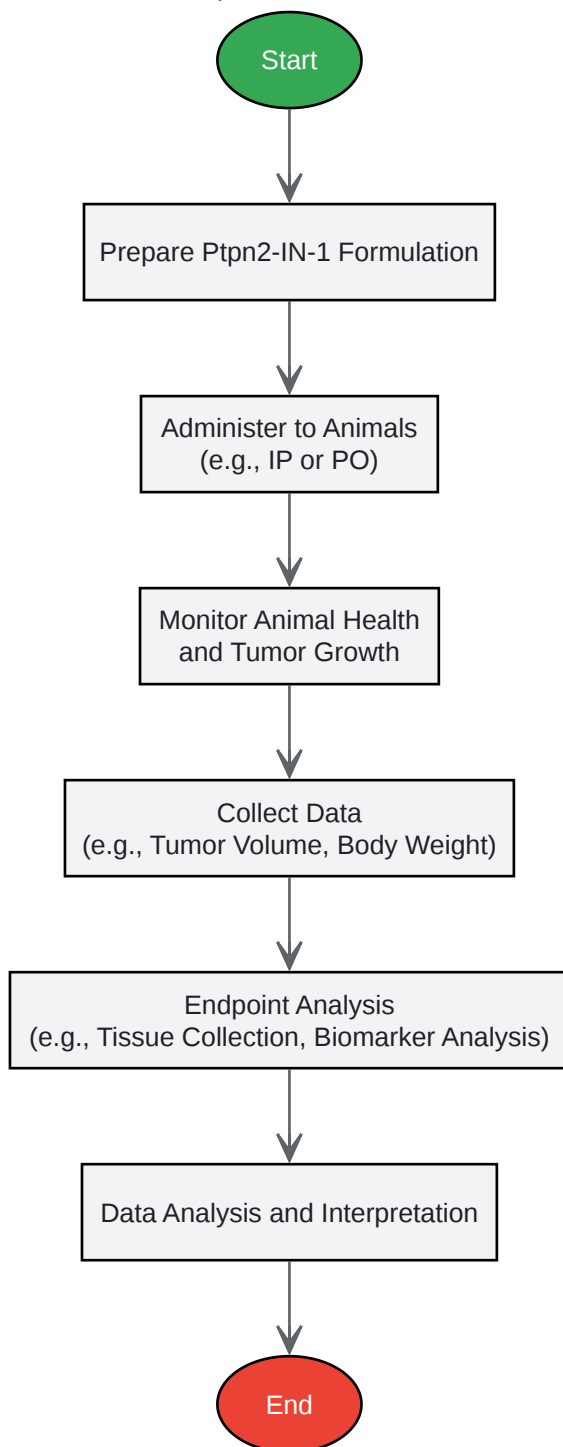 Start
Prepare Ptpn2-IN-1 Formulation
Administer to Animals
(e.g., IP or PO)
Monitor Animal Health
and Tumor Growth
Collect Data
(e.g., Tumor Volume, Body Weight)
Endpoint Analysis
(e.g., Tissue Collection, Biomarker Analysis)
Data Analysis and Interpretation
End